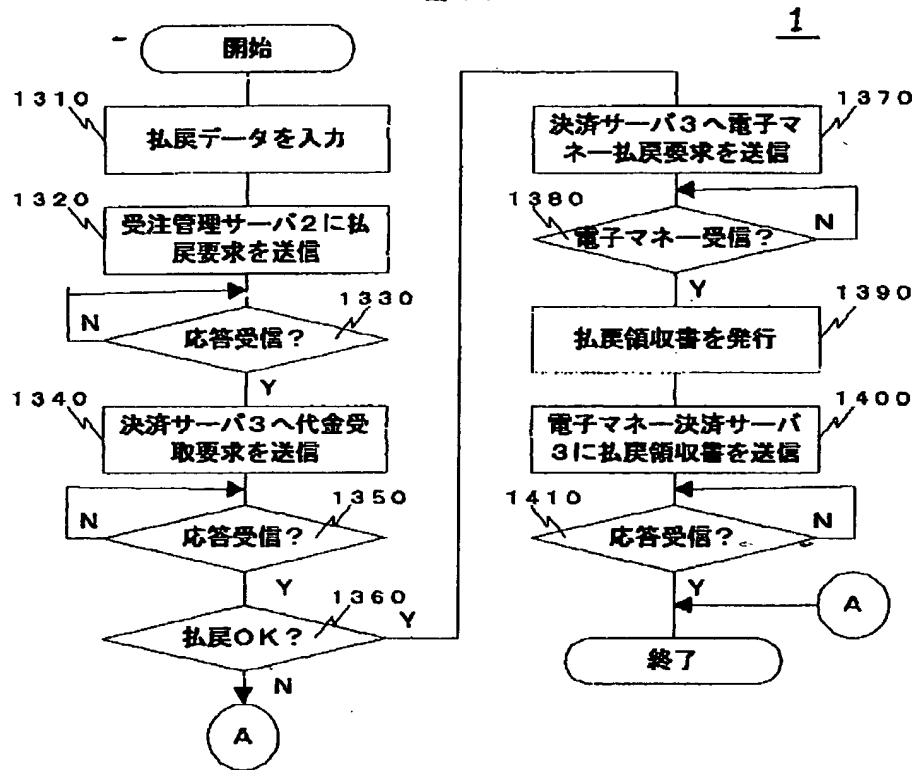 1
開始
1310
払戻データを入力
1320
受注管理サーバ2に払
戻要求を送信
1330
N
応答受信?
Y
1340
決済サーバ3へ代金受
取要求を送信
1350
N
応答受信?
Y
1360
払戻OK?
Y
N
A
1370
決済サーバ3へ電子マ
ネー払戻要求を送信
1380
電子マネー受信?
N
Y
1390
払戻領収書を発行
1400
電子マネー決済サーバ
3に払戻領収書を送信
1410
応答受信?
N
Y
A
終了